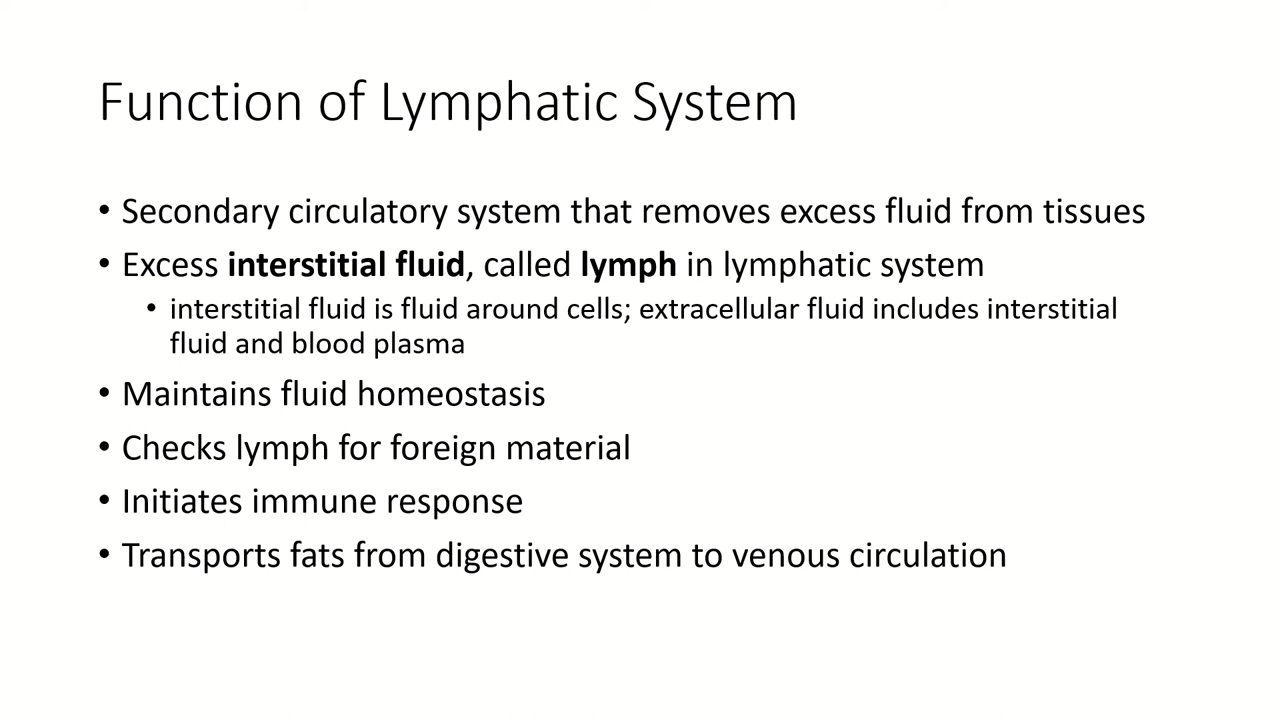 Function of Lymphatic System
• Secondary circulatory system that removes excess fluid from tissues
• Excess interstitial fluid, called lymph in lymphatic system
• interstitial fluid is fluid around cells; extracellular fluid includes interstitial
fluid and blood plasma
• Maintains fluid homeostasis
• Checks lymph for foreign material
• Initiates immune response
• Transports fats from digestive system to venous circulation